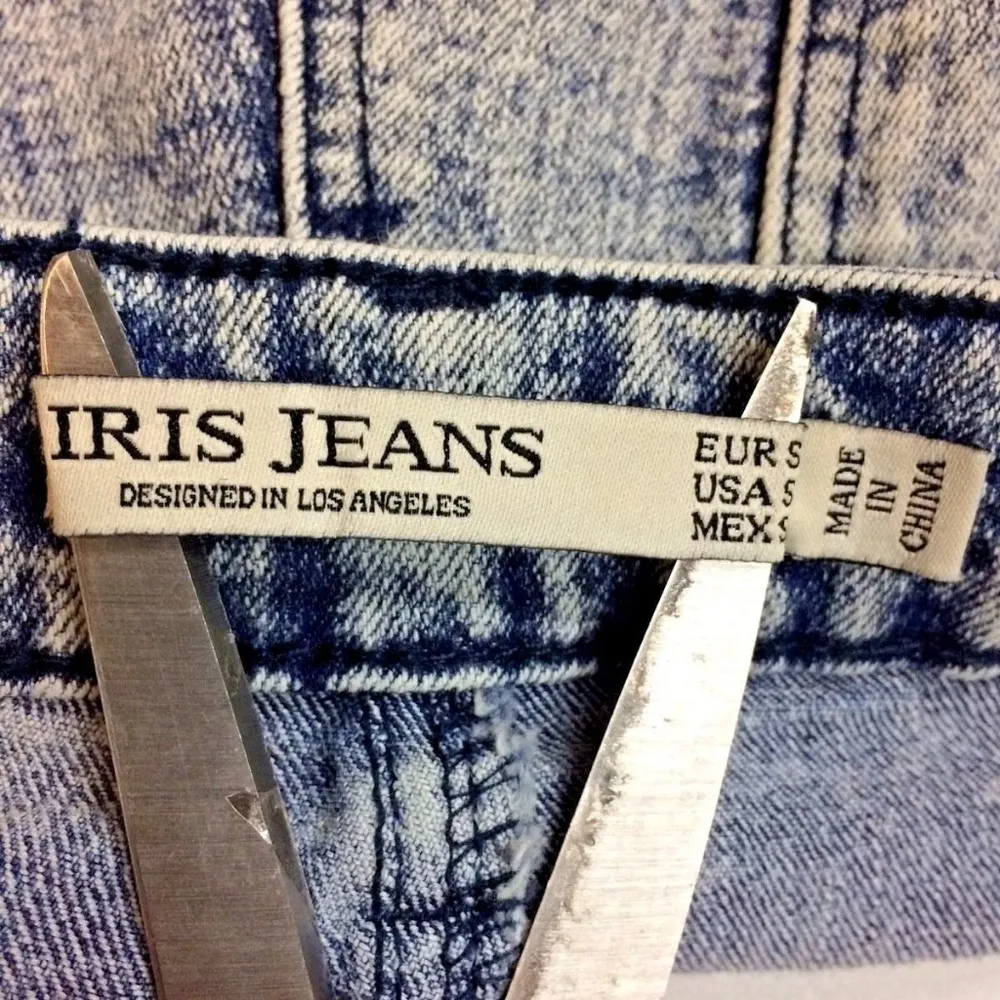 IRIS JEANS
DESIGNED IN LOS ANGELES
EUR S
USA S
MEX S
MADE
IN
CHINA